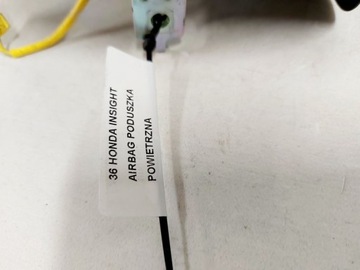 36 HONDA INSIGHT
AIRBAG PODUSZKA
POWIETRZNA